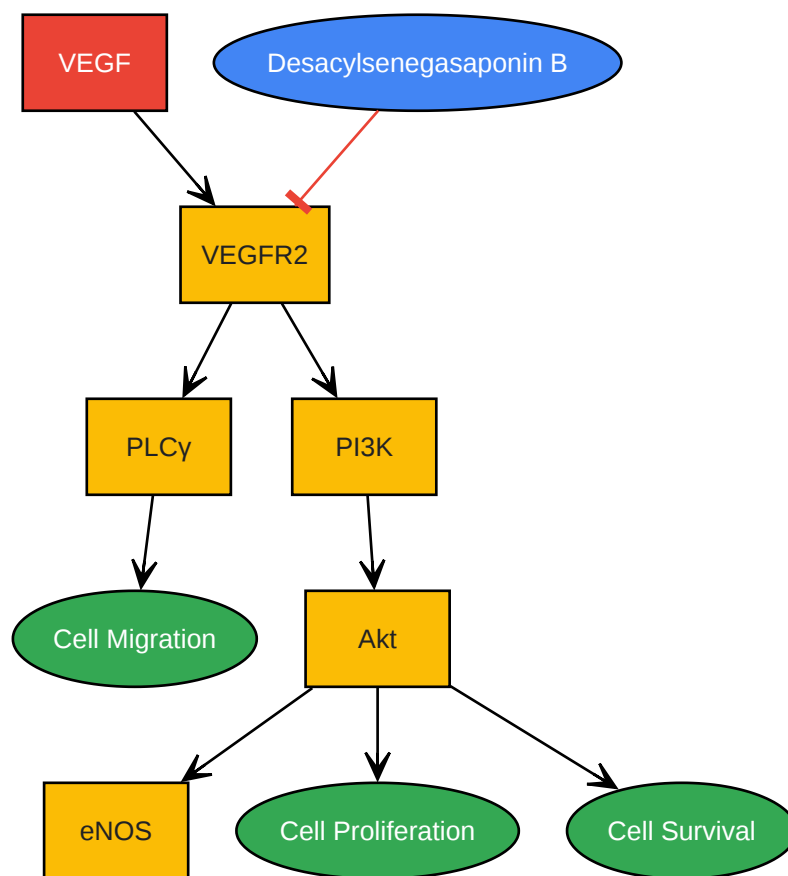 VEGF
Desacylsenegasaponin B
VEGFR2
PLCγ
PI3K
Cell Migration
Akt
eNOS
Cell Proliferation
Cell Survival